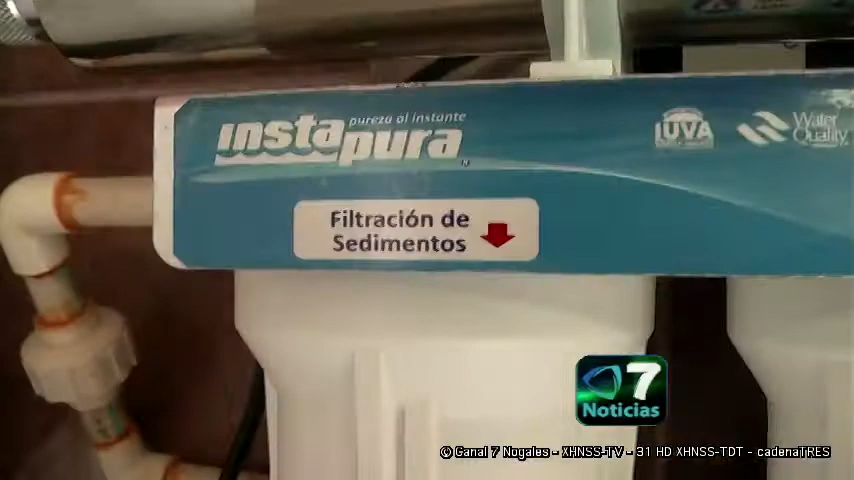 pureza al instante
instapura
IUVA
Water
Quality
Filtración de
Sedimentos
7
Noticias
© Canal 7 Nogales - XHNSS-TV - 31 HD XHNSS-TDT - cadenaTRES